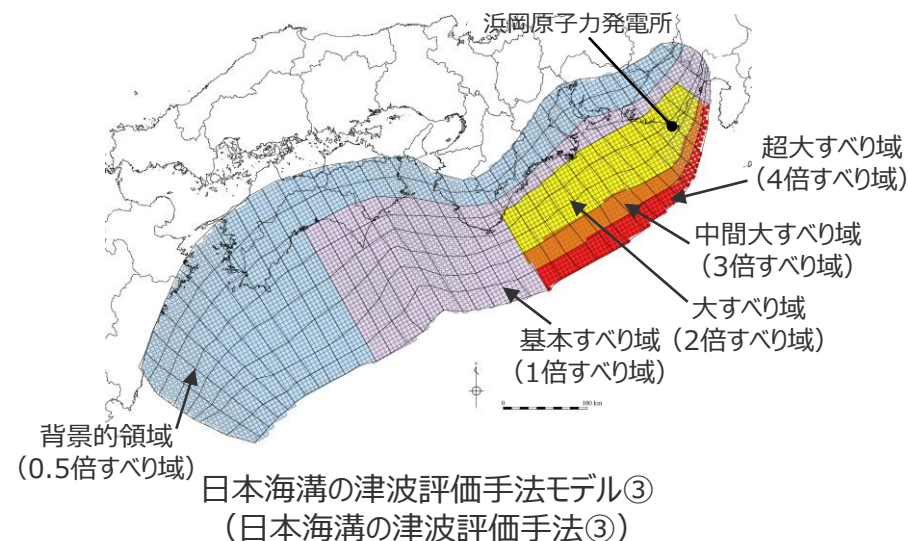 浜岡原子力発電所
超大すべり域
（4倍すべり域）
中間大すべり域
（3倍すべり域）
大すべり域
（2倍すべり域）
基本すべり域
（1倍すべり域）
0 100 km
背景的領域
（0.5倍すべり域）
日本海溝の津波評価手法モデル③
（日本海溝の津波評価手法③）